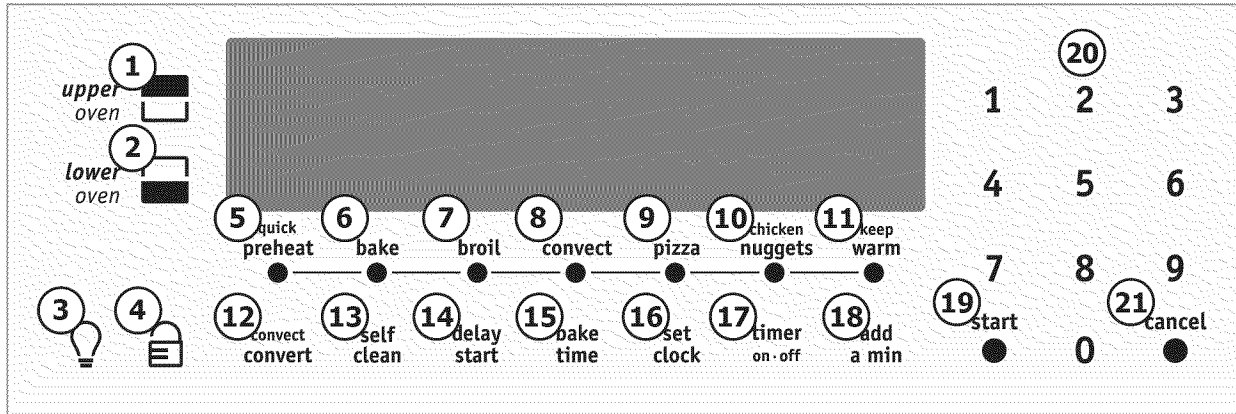 1
upper
oven
2
lower
oven
3
4
5 quick
preheat
6
bake
7
broil
8
convect
9
pizza
10 chicken
nuggets
11 keep
warm
12 convect
convert
13 self
clean
14 delay
start
15 bake
time
16 set
clock
17 timer
on·off
18 add
a min
20
1 2 3
4 5 6
7 8 9
19 start
0
21 cancel